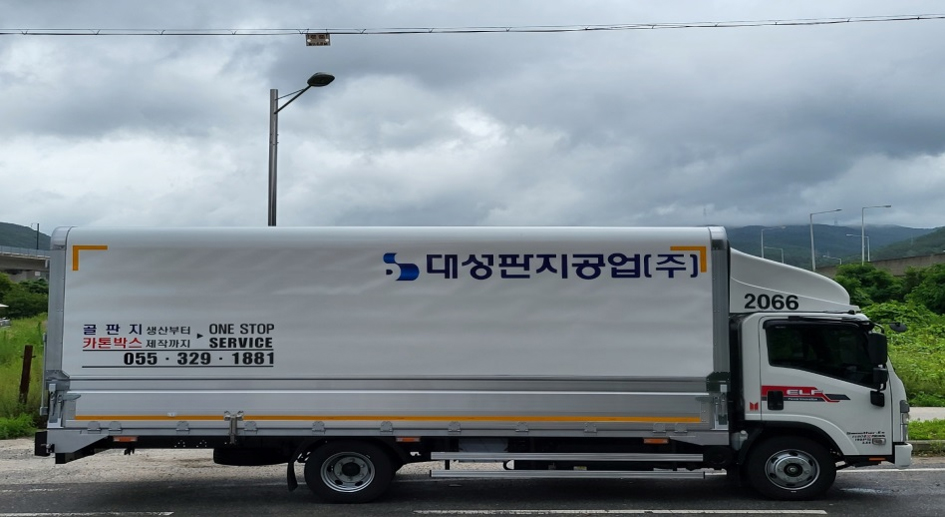 대성판지공업(주)
2066
골판지 생산부터 ▸ ONE STOP
카톤박스 제작까지 SERVICE
055 · 329 · 1881
ELF